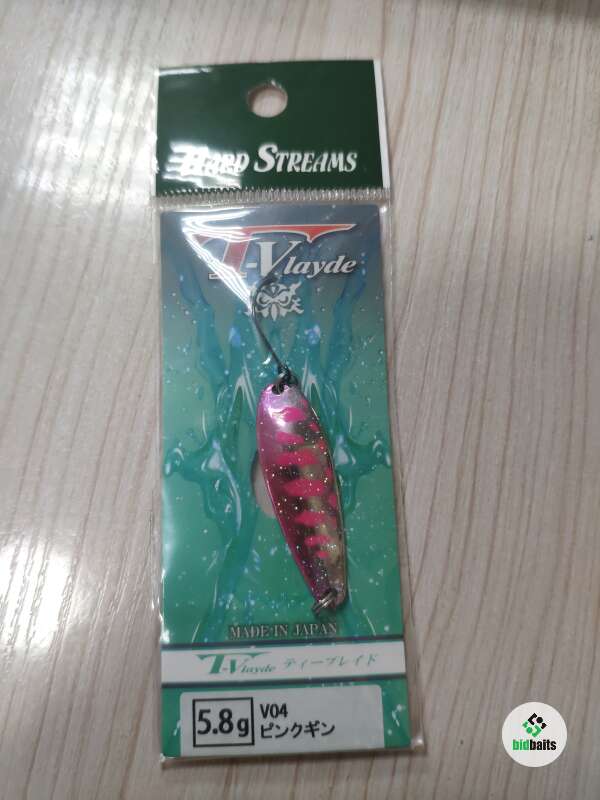 HARD STREAMS
T-Vlayde
MADE IN JAPAN
T-Vlayde ティーブレイド
5.8g
V04
ピンクギン
bidbaits